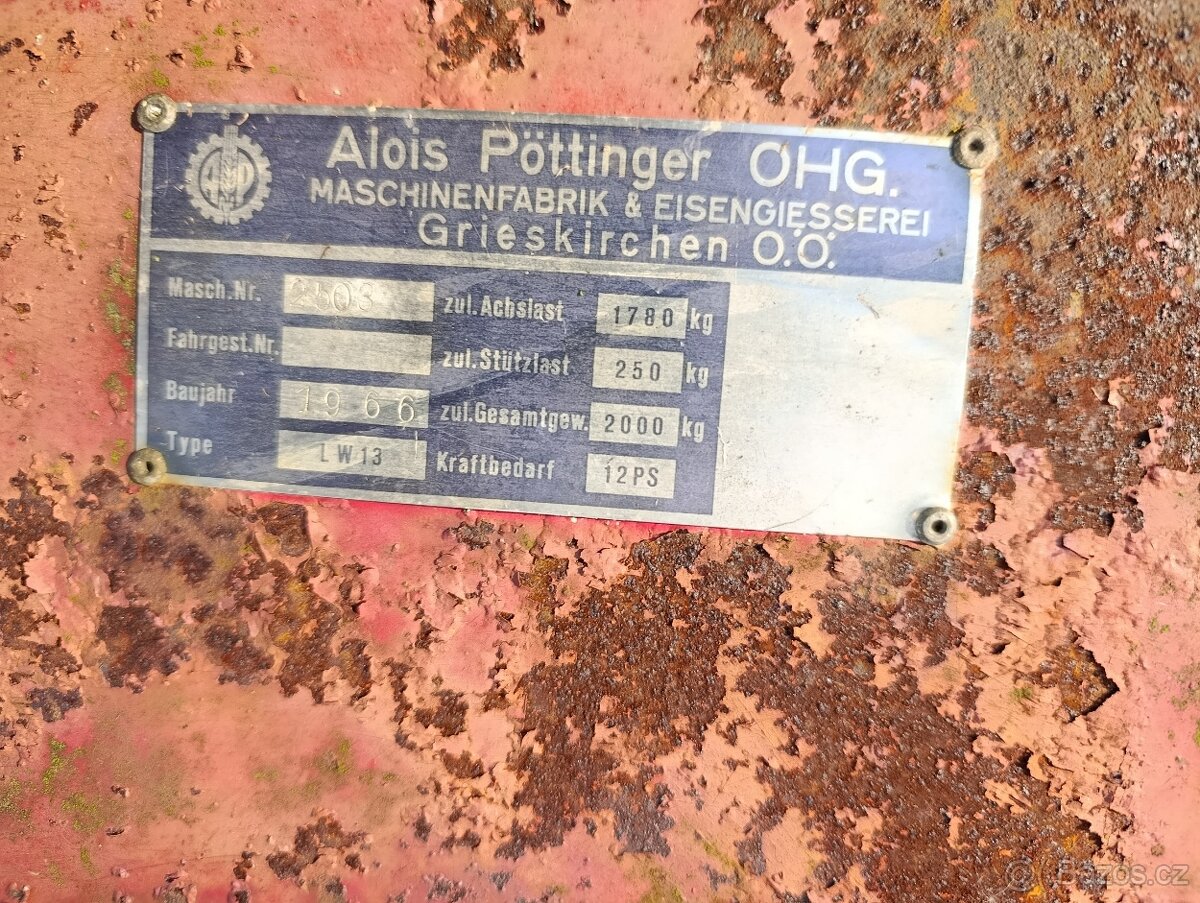 Alois Pöttinger OHG.
MASCHINENFABRIK & EISENGIESSEREI
Grieskirchen O.Ö.
Masch.Nr. 2503 zul.Achslast 1780 kg
Fahrgest.Nr. zul.Stützlast 250 kg
Baujahr 1966 zul.Gesamtgew. 2000 kg
Type LW13 Kraftbedarf 12PS
Bazos.cz